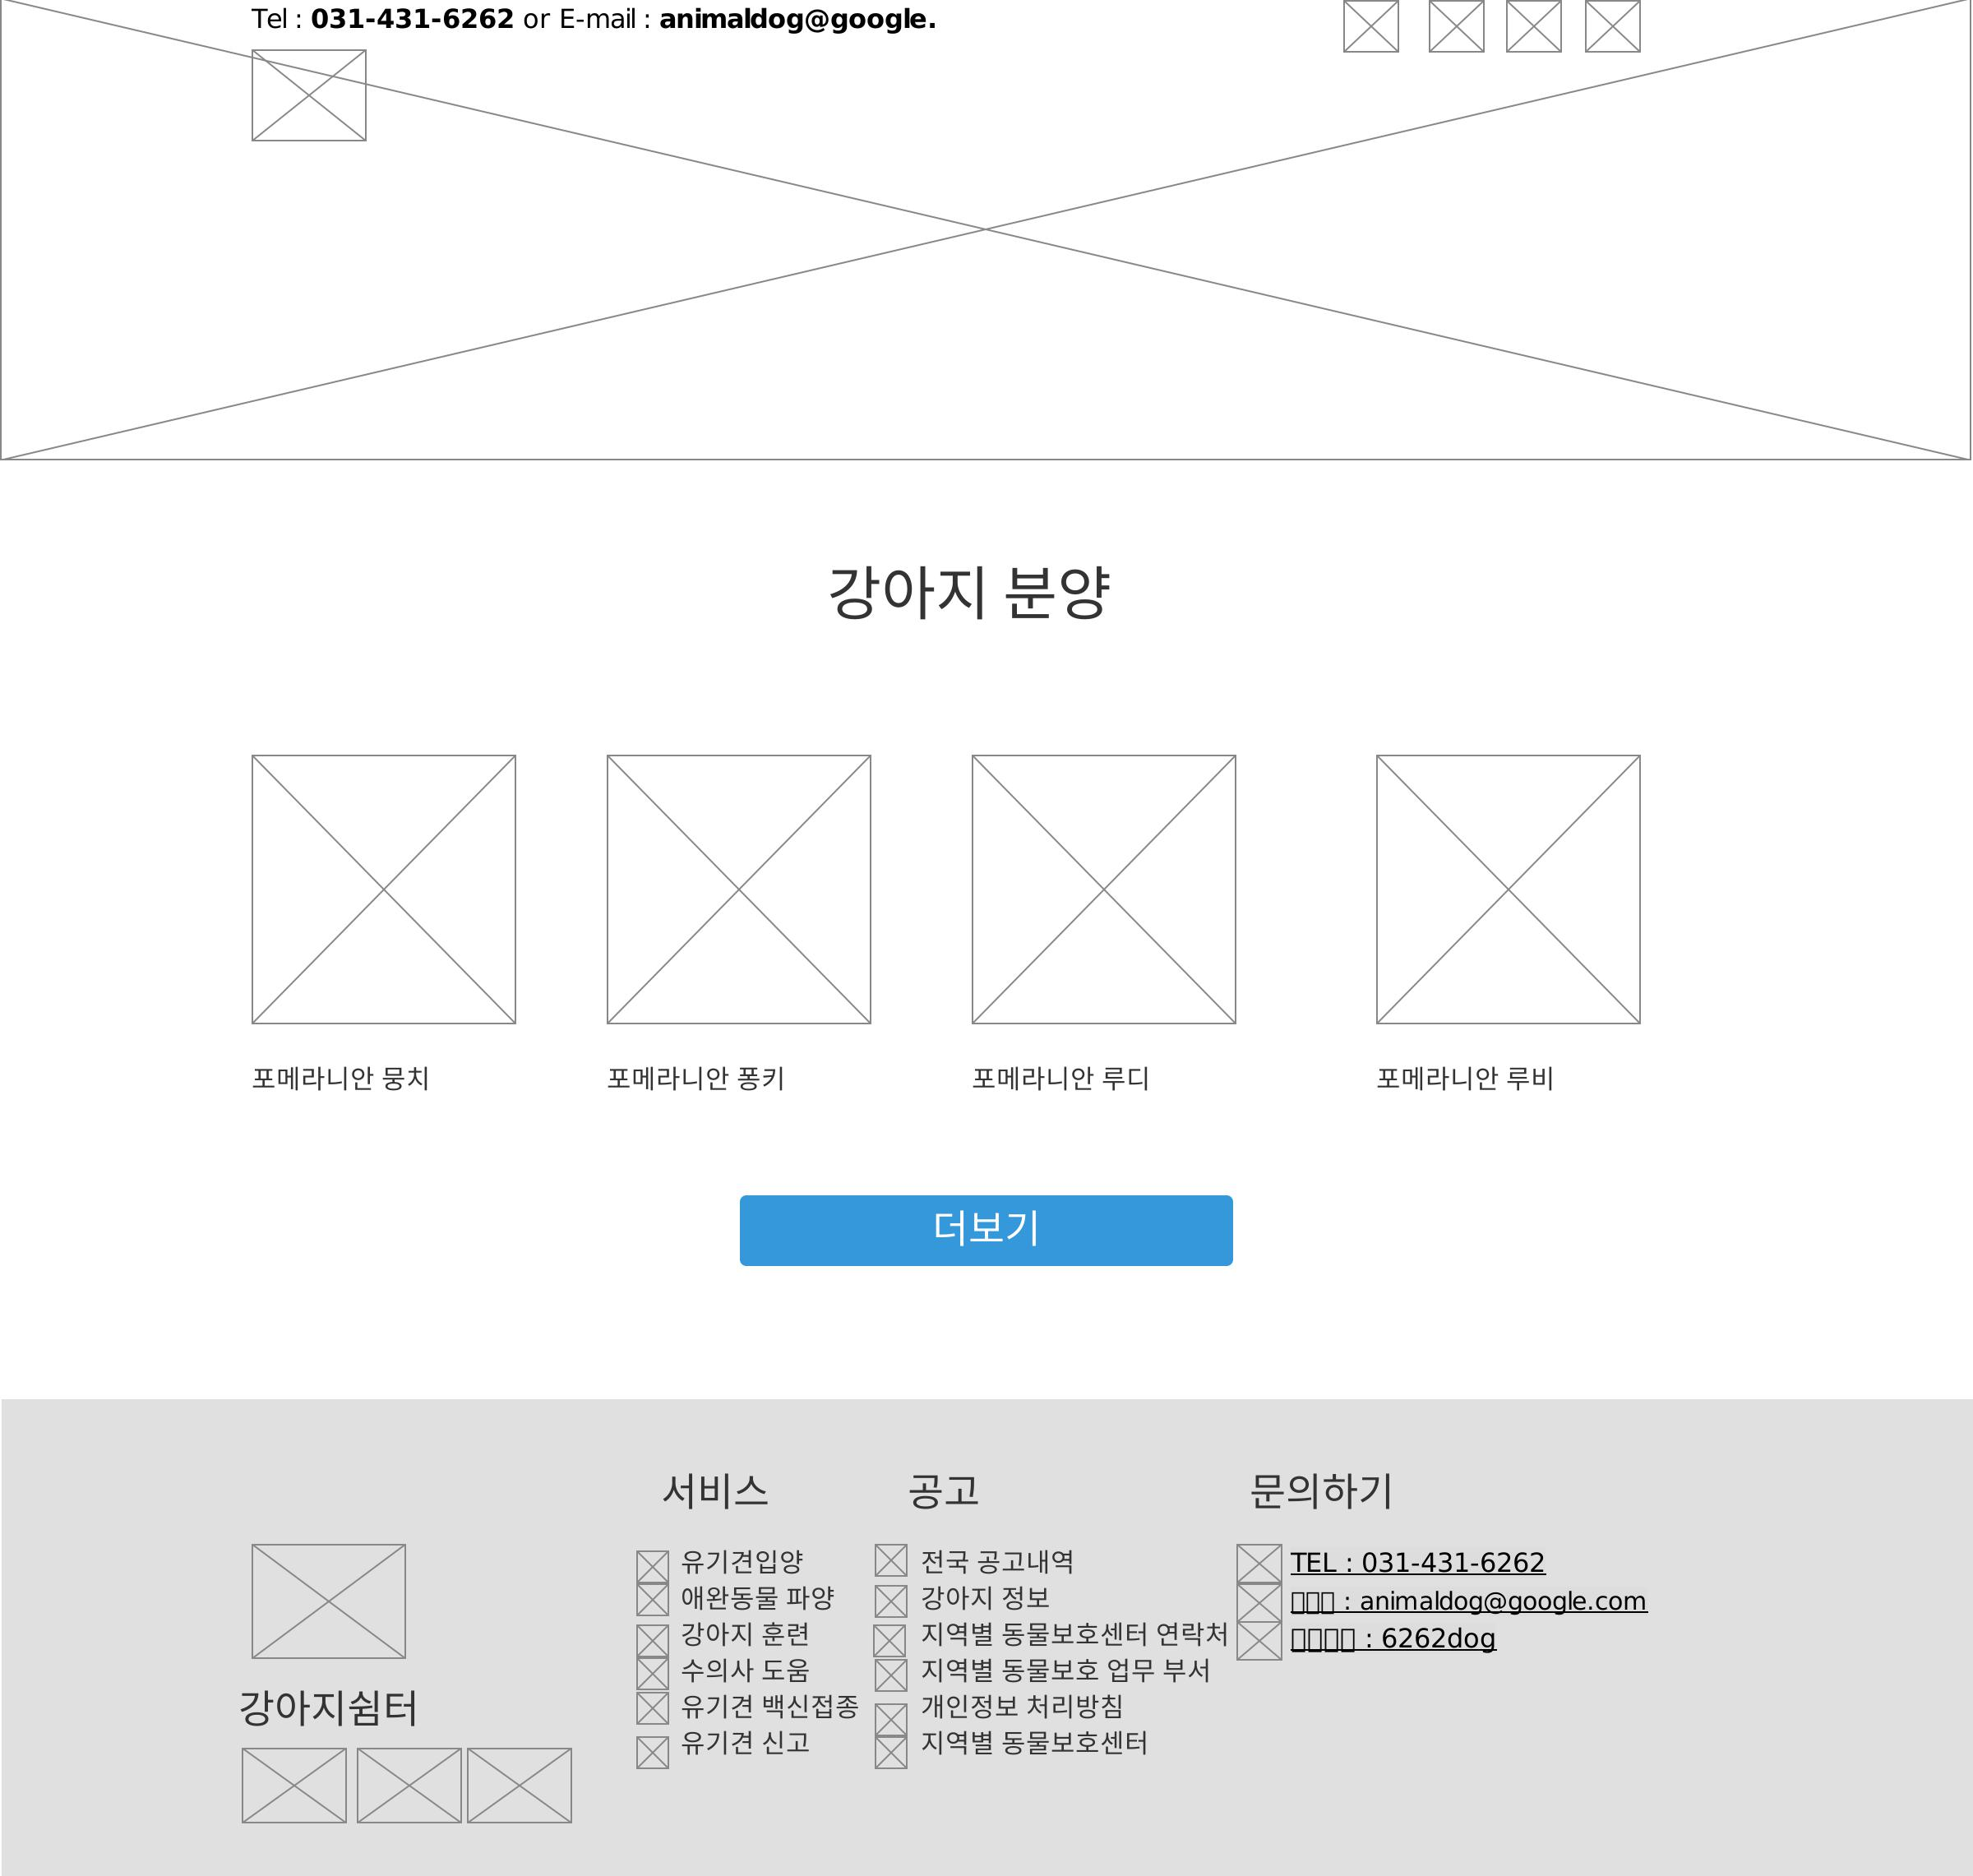 Tel : 031-431-6262 or E-mail : animaldog@google.
강아지 분양
포메라니안 뭉치
포메라니안 퐁키
포메라니안 루디
포메라니안 루비
더보기
강아지쉼터
서비스
유기견입양
애완동물 파양
강아지 훈련
수의사 도움
유기견 백신접종
유기견 신고
공고
전국 공고내역
강아지 정보
지역별 동물보호센터 연락처
지역별 동물보호 업무 부서
개인정보 처리방침
지역별 동물보호센터
문의하기
TEL : 031-431-6262
: animaldog@google.com
: 6262dog